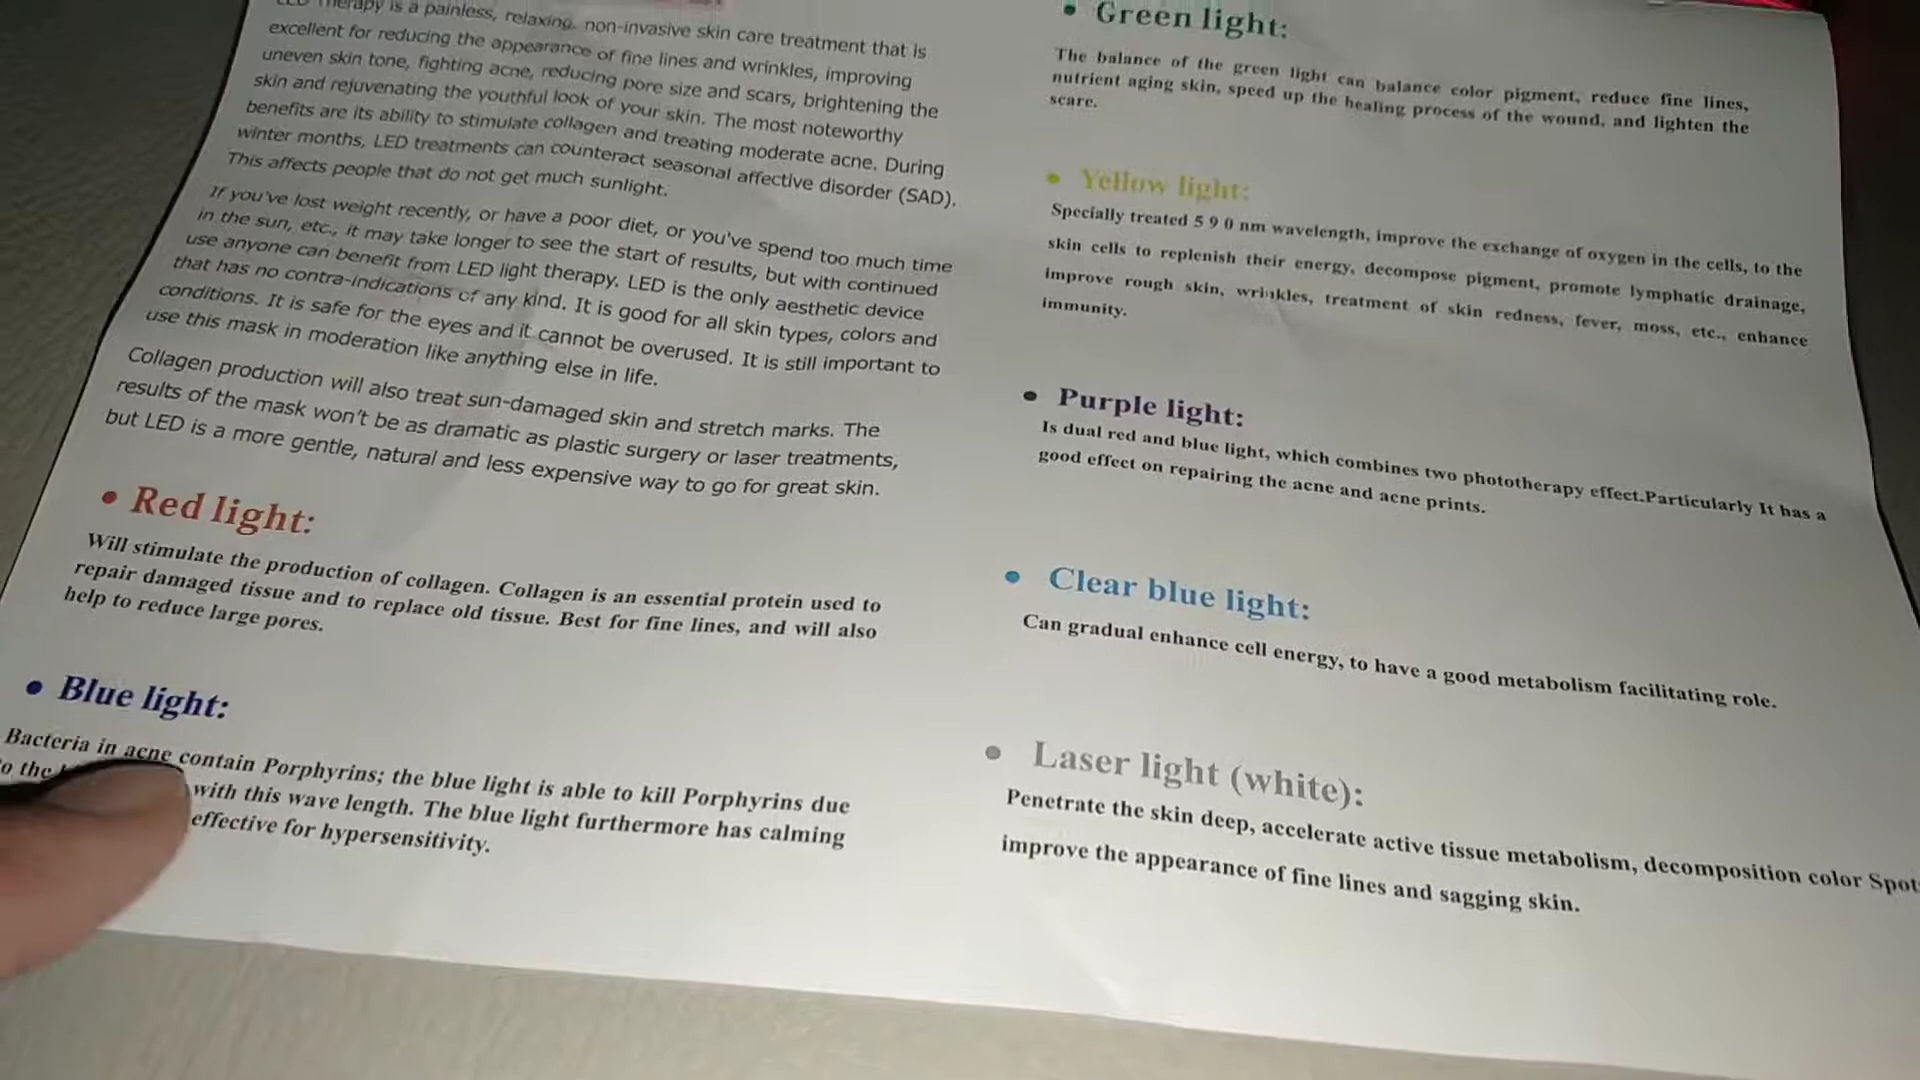 Therapy is a painless, relaxing, non-invasive skin care treatment that is
excellent for reducing the appearance of fine lines and wrinkles, improving
uneven skin tone, fighting acne, reducing pore size and scars, brightening the
skin and rejuvenating the youthful look of your skin. The most noteworthy
benefits are its ability to stimulate collagen and treating moderate acne. During
winter months, LED treatments can counteract seasonal affective disorder (SAD).
This affects people that do not get much sunlight.
If you've lost weight recently, or have a poor diet, or you've spend too much time
in the sun, etc., it may take longer to see the start of results, but with continued
use anyone can benefit from LED light therapy. LED is the only aesthetic device
that has no contra-indications of any kind. It is good for all skin types, colors and
conditions. It is safe for the eyes and it cannot be overused. It is still important to
use this mask in moderation like anything else in life.
Collagen production will also treat sun-damaged skin and stretch marks. The
results of the mask won't be as dramatic as plastic surgery or laser treatments,
but LED is a more gentle, natural and less expensive way to go for great skin.
• Red light:
Will stimulate the production of collagen. Collagen is an essential protein used to
repair damaged tissue and to replace old tissue. Best for fine lines, and will also
help to reduce large pores.
• Blue light:
Bacteria in acne contain Porphyrins; the blue light is able to kill Porphyrins due
the with this wave length. The blue light furthermore has calming
effective for hypersensitivity.
• Green light:
The balance of the green light can balance color pigment, reduce fine lines,
nutrient aging skin, speed up the healing process of the wound, and lighten the
scare.
• Yellow light:
Specially treated 5 9 0 nm wavelength, improve the exchange of oxygen in the cells, to the
skin cells to replenish their energy, decompose pigment, promote lymphatic drainage,
improve rough skin, wrinkles, treatment of skin redness, fever, moss, etc., enhance
immunity.
• Purple light:
Is dual red and blue light, which combines two phototherapy effect.Particularly It has a
good effect on repairing the acne and acne prints.
• Clear blue light:
Can gradual enhance cell energy, to have a good metabolism facilitating role.
• Laser light (white):
Penetrate the skin deep, accelerate active tissue metabolism, decomposition color Spot
improve the appearance of fine lines and sagging skin.